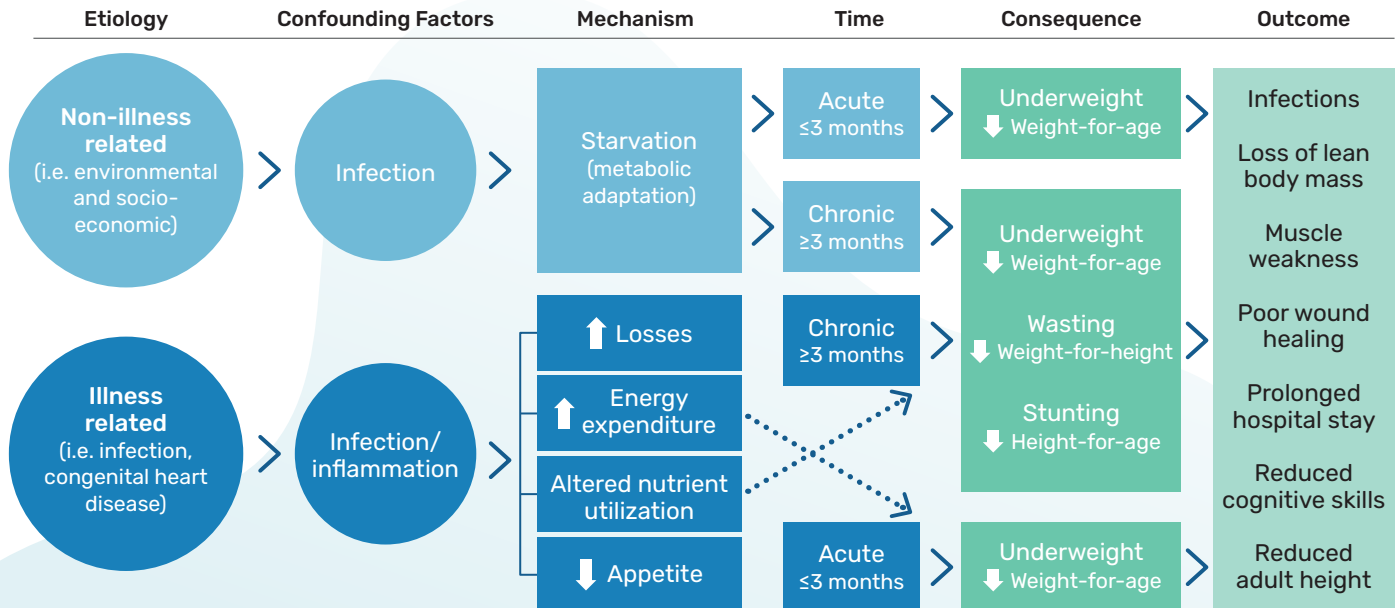 Etiology
Confounding Factors
Mechanism
Time
Consequence
Outcome
Non-illness
related
(i.e. environmental
and socio-
economic)
Infection
Starvation
(metabolic
adaptation)
Acute
≤3 months
Underweight
Weight-for-age
Chronic
≥3 months
Underweight
Weight-for-age
Wasting
Weight-for-height
Stunting
Height-for-age
Illness
related
(i.e. infection,
congenital heart
disease)
Infection/
inflammation
Losses
Energy
expenditure
Altered nutrient
utilization
Appetite
Chronic
≥3 months
Acute
≤3 months
Underweight
Weight-for-age
Infections
Loss of lean
body mass
Muscle
weakness
Poor wound
healing
Prolonged
hospital stay
Reduced
cognitive skills
Reduced
adult height